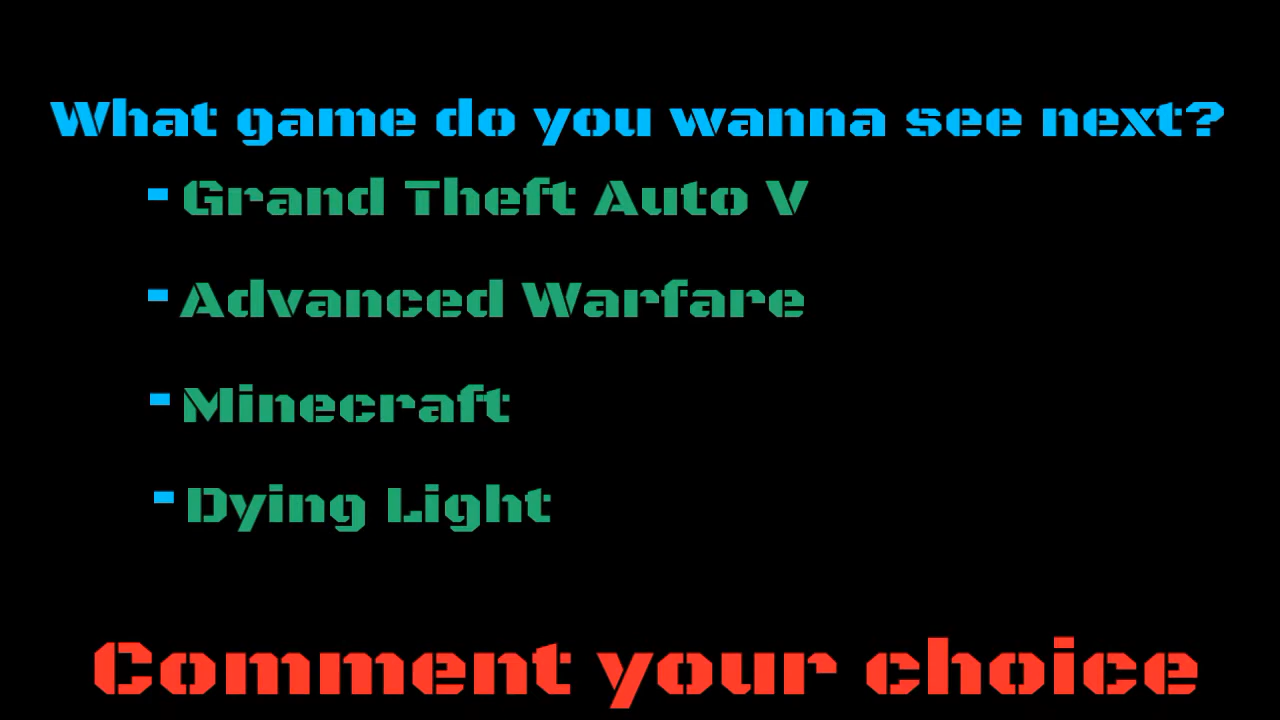 What game do you wanna see next?
- Grand Theft Auto V
- Advanced Warfare
- Minecraft
- Dying Light
Comment your choice